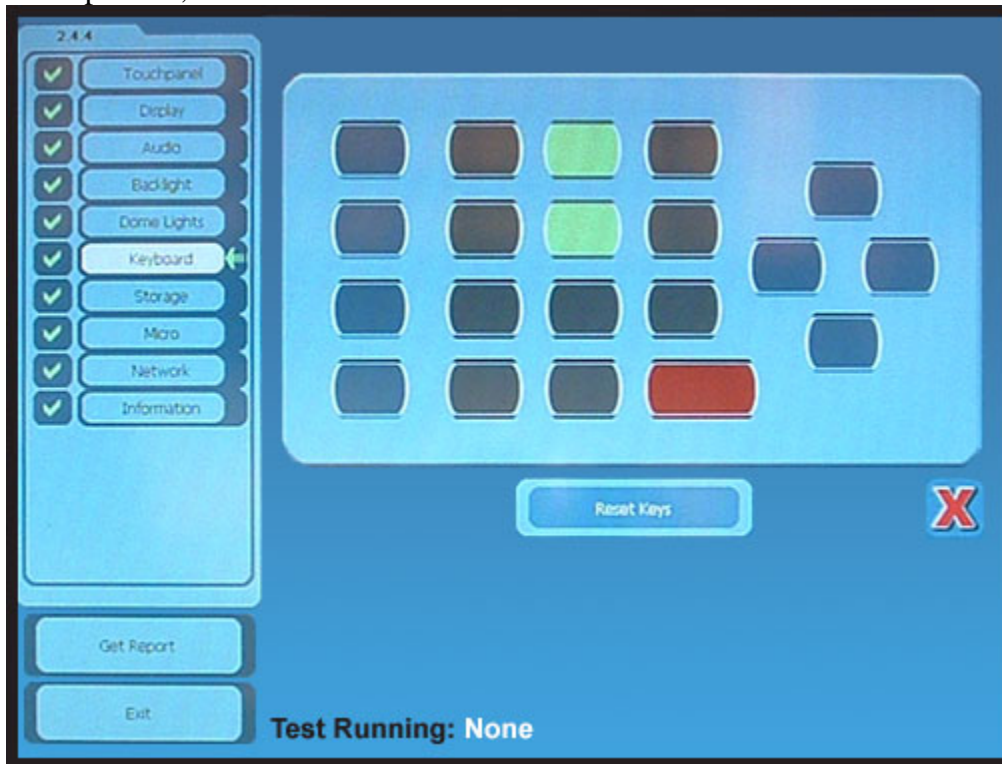 2.4.4
Touchpanel
Display
Audio
Backlight
Dome Lights
Keyboard
Storage
Micro
Network
Information
Reset Keys
X
Get Report
Exit
Test Running: None